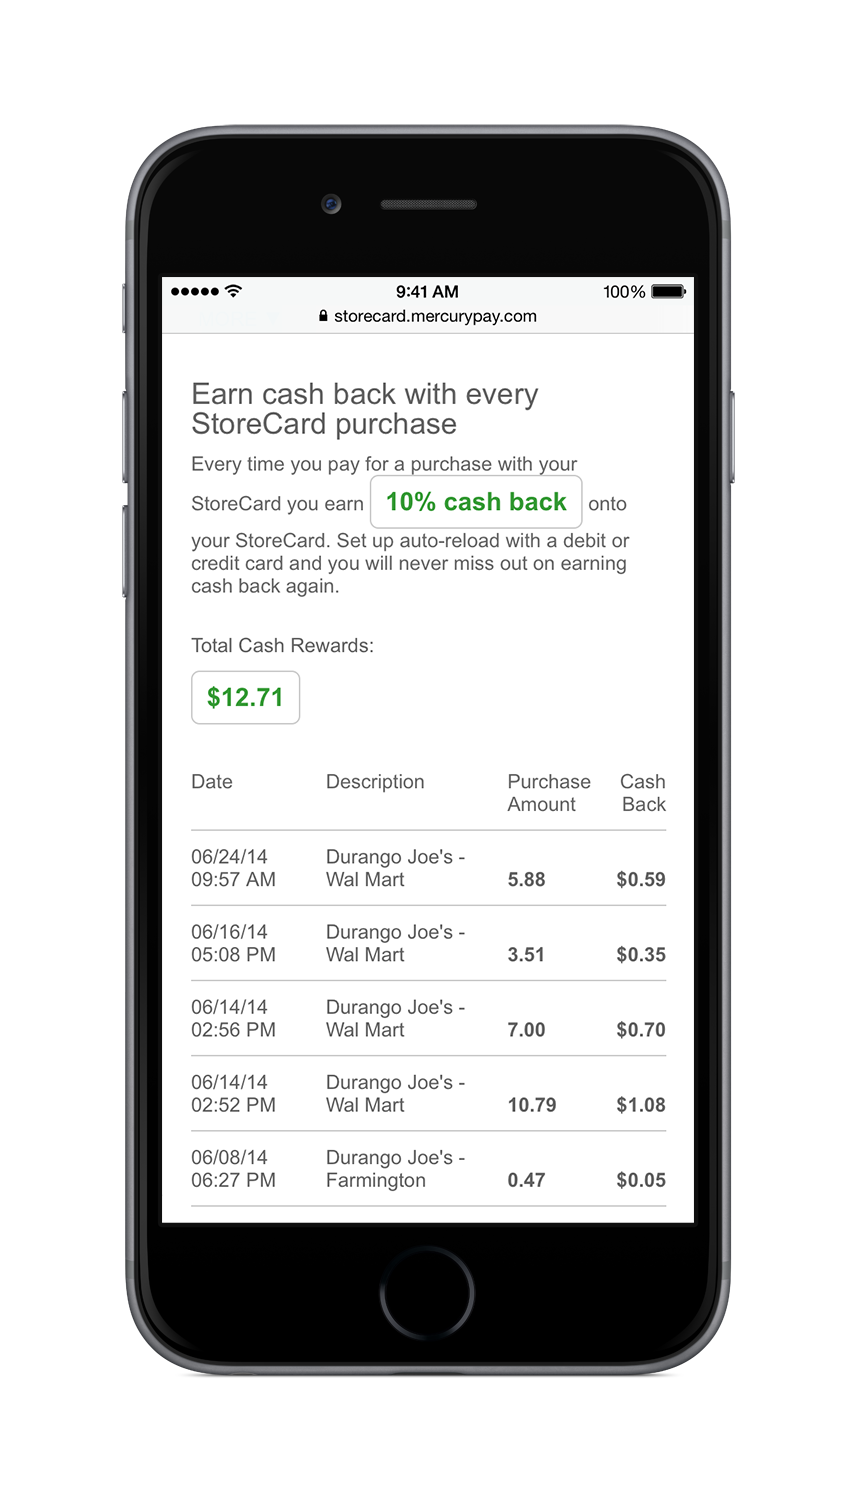 9:41 AM
100%
storecard.mercurypay.com
Earn cash back with every
StoreCard purchase
Every time you pay for a purchase with your
StoreCard you earn 10% cash back onto
your StoreCard. Set up auto-reload with a debit or
credit card and you will never miss out on earning
cash back again.
Total Cash Rewards:
$12.71
Date Description Purchase Cash
Amount Back
06/24/14 Durango Joe's -
09:57 AM Wal Mart 5.88 $0.59
06/16/14 Durango Joe's -
05:08 PM Wal Mart 3.51 $0.35
06/14/14 Durango Joe's -
02:56 PM Wal Mart 7.00 $0.70
06/14/14 Durango Joe's -
02:52 PM Wal Mart 10.79 $1.08
06/08/14 Durango Joe's -
06:27 PM Farmington 0.47 $0.05